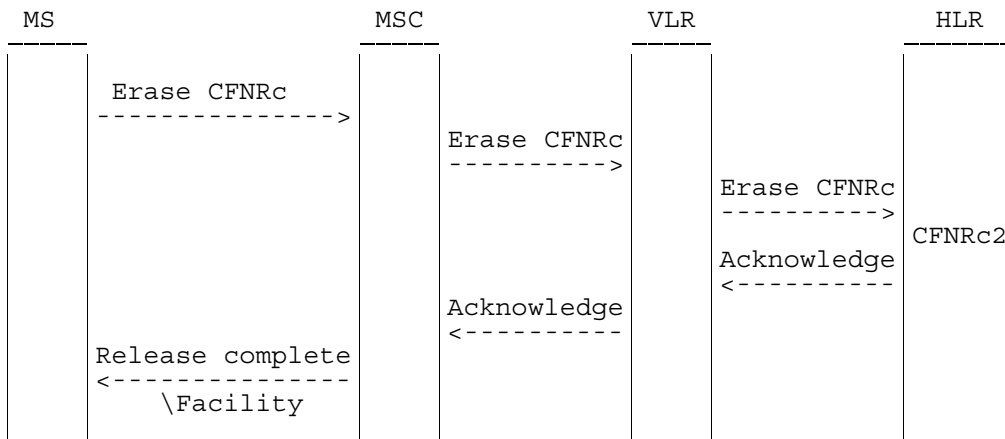 MS MSC VLR HLR
Erase CFNRc
--------------->
Erase CFNRc
---------->
Erase CFNRc
---------->
CFNRc2
Acknowledge
<----------
Acknowledge
<----------
Release complete
<---------------
\Facility